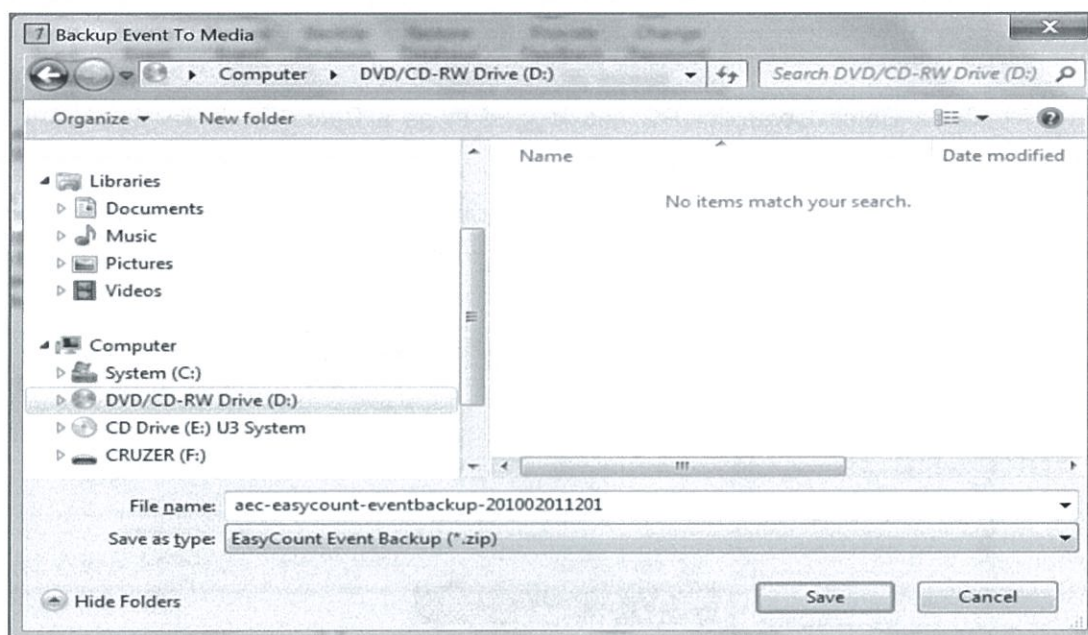 Backup Event To Media
Computer ▸ DVD/CD-RW Drive (D:)
Search DVD/CD-RW Drive (D:)
Organize
New folder
Name
Date modified
No items match your search.
Libraries
Documents
Music
Pictures
Videos
Computer
System (C:)
DVD/CD-RW Drive (D:)
CD Drive (E:) U3 System
CRUZER (F:)
File name: aec-easycount-eventbackup-201002011201
Save as type: EasyCount Event Backup (*.zip)
Hide Folders
Save
Cancel